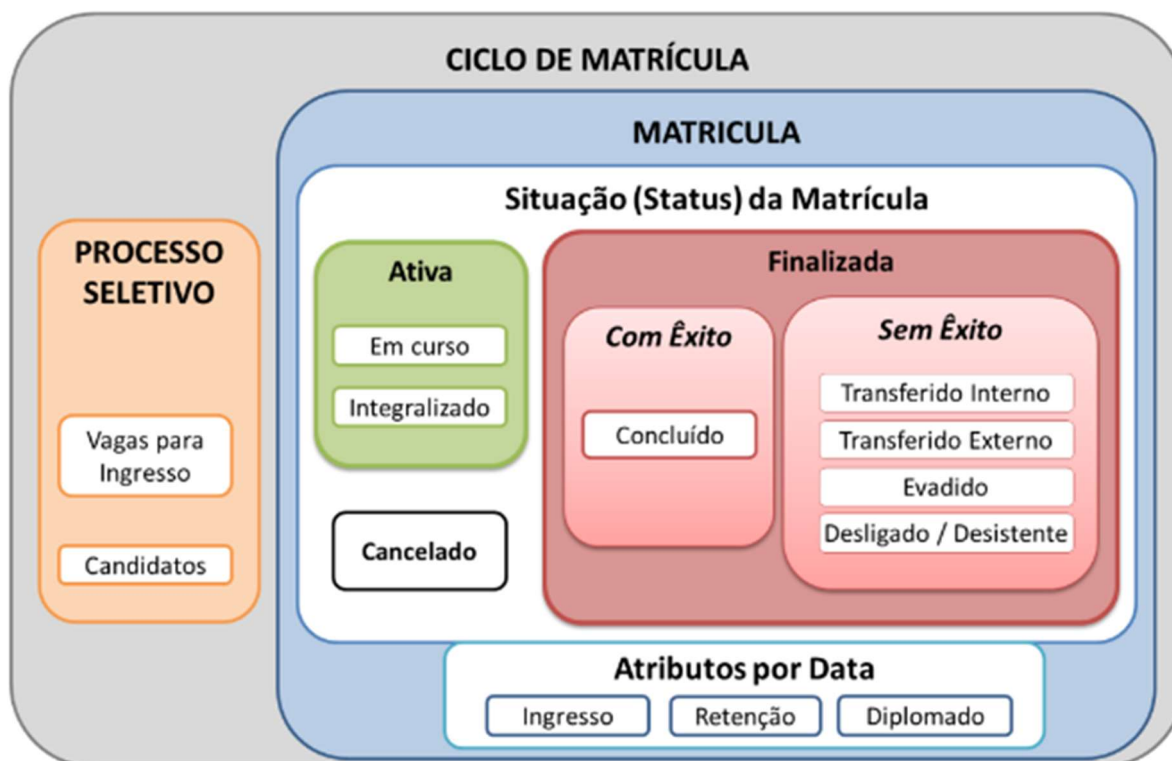 CICLO DE MATRÍCULA
MATRICULA
Situação (Status) da Matrícula
PROCESSO
SELETIVO
Vagas para
Ingresso
Candidatos
Ativa
Em curso
Integralizado
Cancelado
Finalizada
Com Êxito
Concluído
Sem Êxito
Transferido Interno
Transferido Externo
Evadido
Desligado / Desistente
Atributos por Data
Ingresso
Retenção
Diplomado